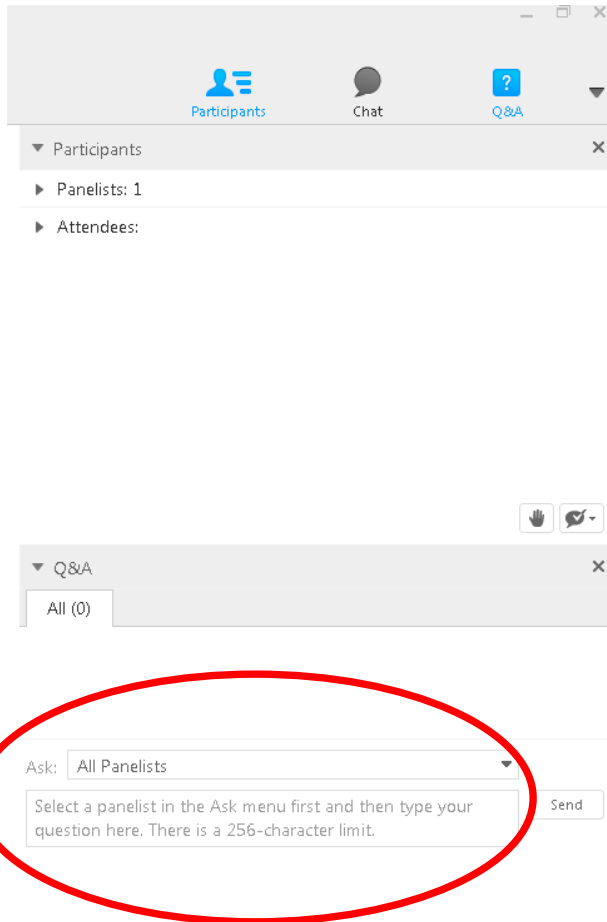 Participants
Chat
?
Q&A
Participants
Panelists: 1
Attendees:
Q&A
All (0)
Ask:
All Panelists
Select a panelist in the Ask menu first and then type your
question here. There is a 256-character limit.
Send